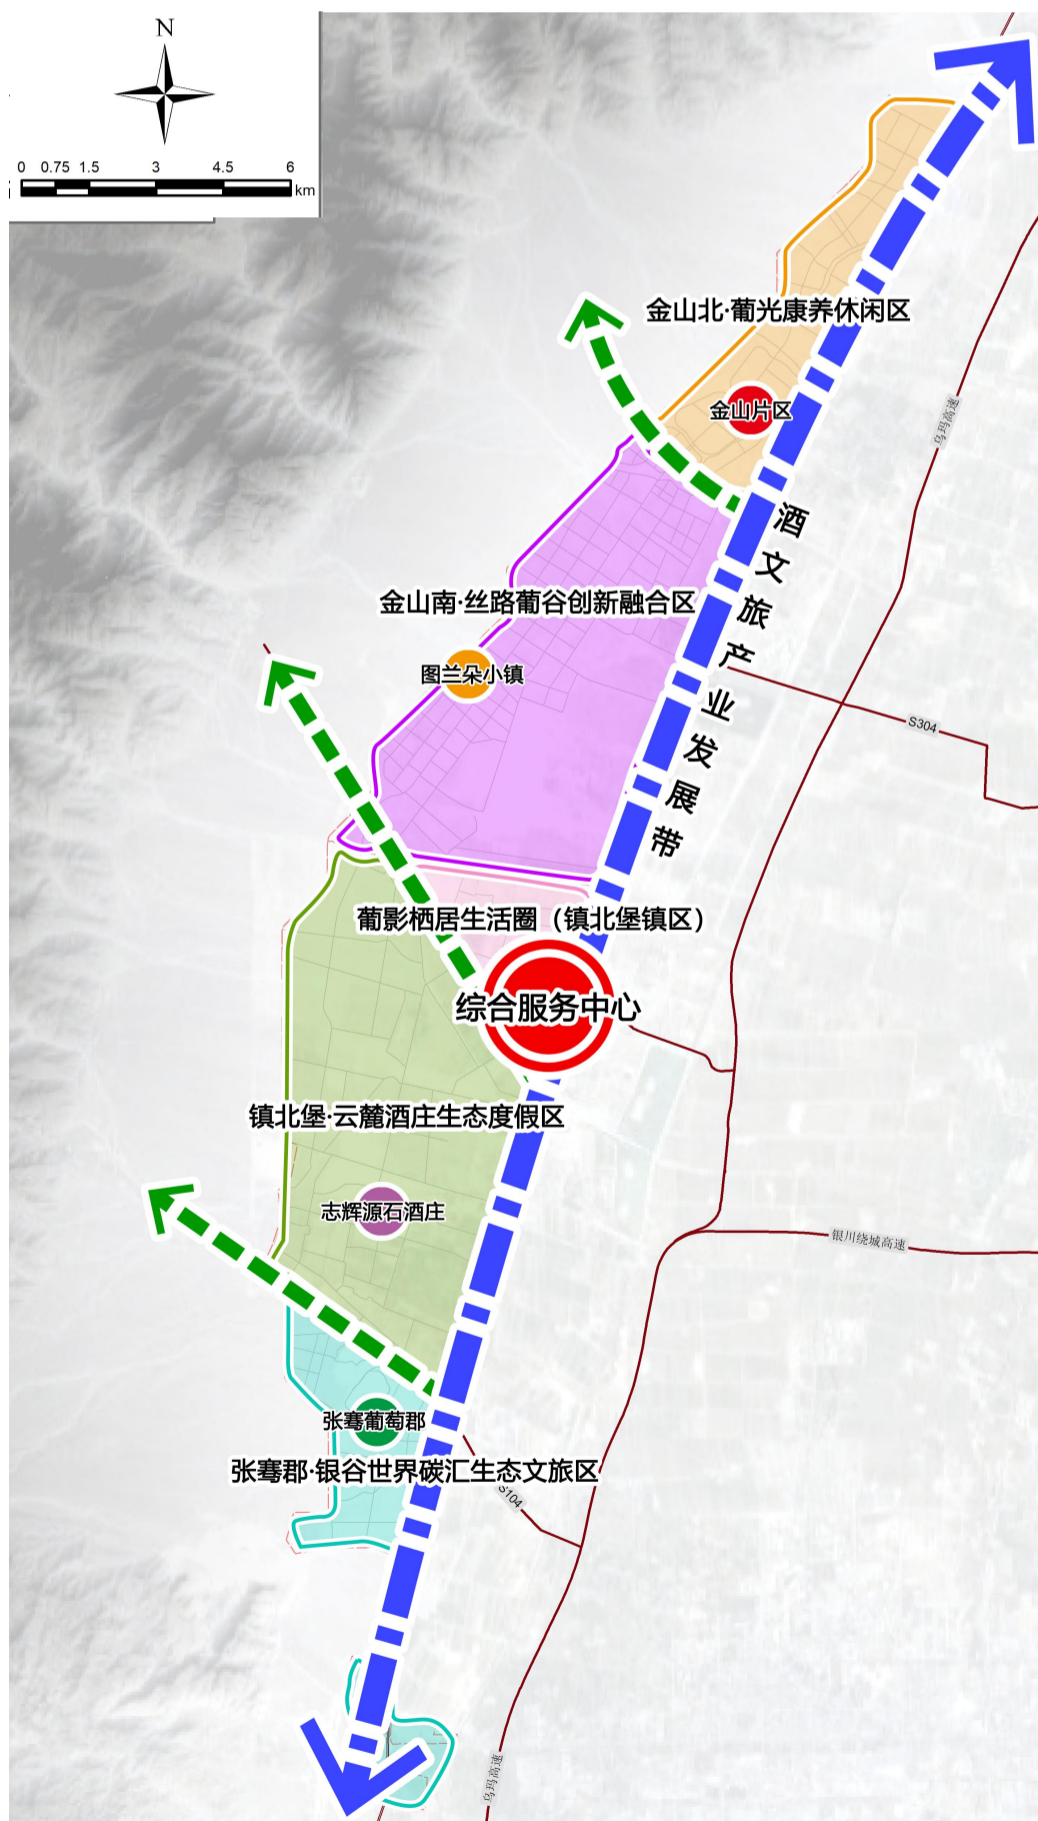 N
0 0.75 1.5 3 4.5 6
km
金山北·葡光康养休闲区
金山片区
乌玛高速
酒文旅产业发展带
金山南·丝路葡谷创新融合区
图兰朵小镇
S304
葡影栖居生活圈（镇北堡镇区）
综合服务中心
镇北堡·云麓酒庄生态度假区
志辉源石酒庄
银川绕城高速
张骞葡萄郡
张骞郡·银谷世界碳汇生态文旅区
S104
乌玛高速